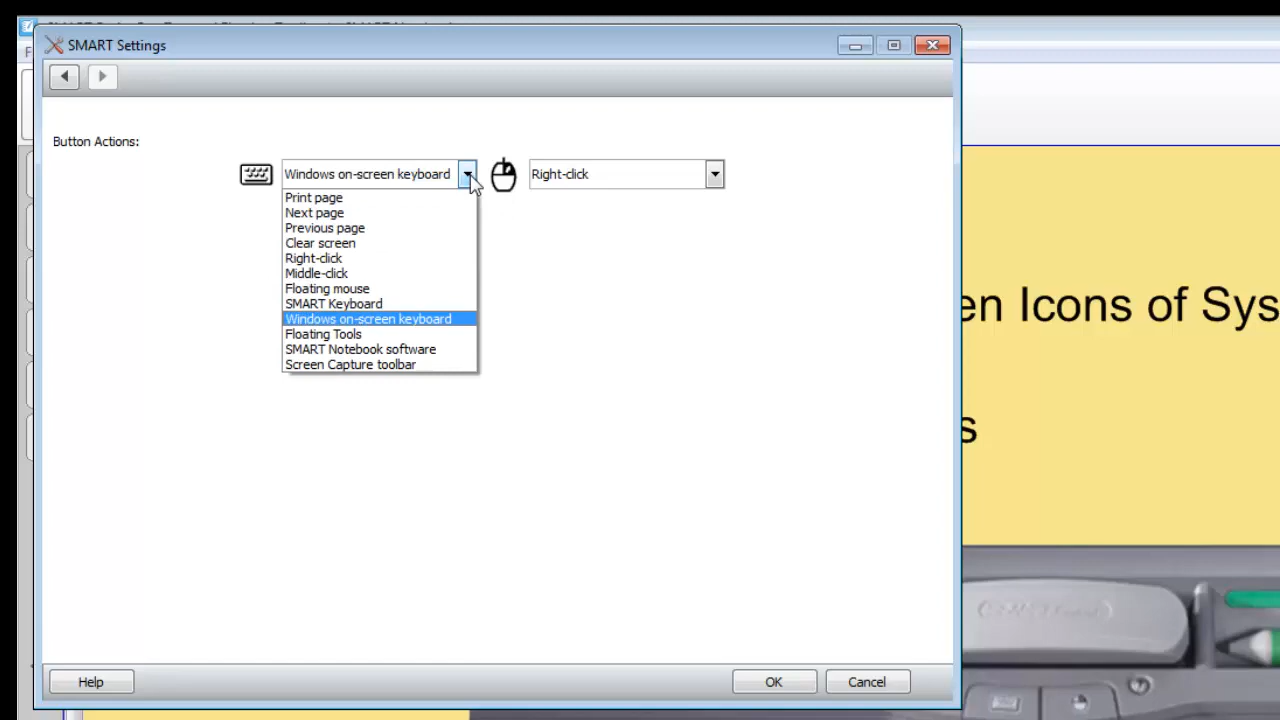 SMART Settings
Button Actions:
Windows on-screen keyboard
Right-click
Print page
Next page
Previous page
Clear screen
Right-click
Middle-click
Floating mouse
SMART Keyboard
Windows on-screen keyboard
Floating Tools
SMART Notebook software
Screen Capture toolbar
en Icons of Sys
s
Help
OK
Cancel